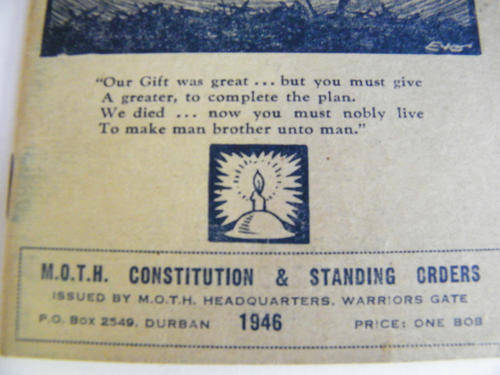 Evo
"Our Gift was great ... but you must give
A greater, to complete the plan.
We died ... now you must nobly live
To make man brother unto man."
M.O.T.H. CONSTITUTION & STANDING ORDERS
ISSUED BY M.O.T.H. HEADQUARTERS, WARRIORS GATE
P.O. BOX 2549, DURBAN 1946 PRICE: ONE BOB